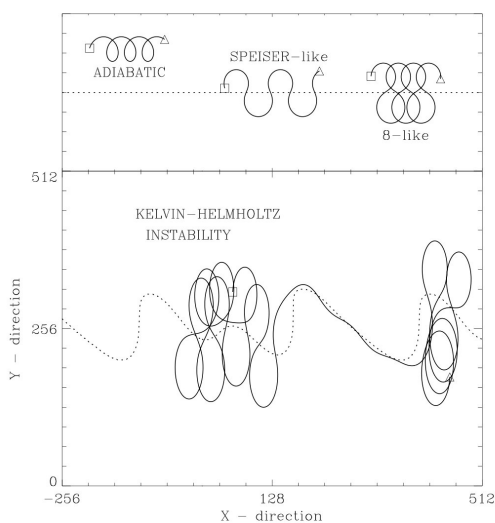 SPEISER-like
ADIABATIC
8-like
512
KELVIN-HELMHOLTZ
INSTABILITY
256
Y - direction
0
-256
128
512
X - direction